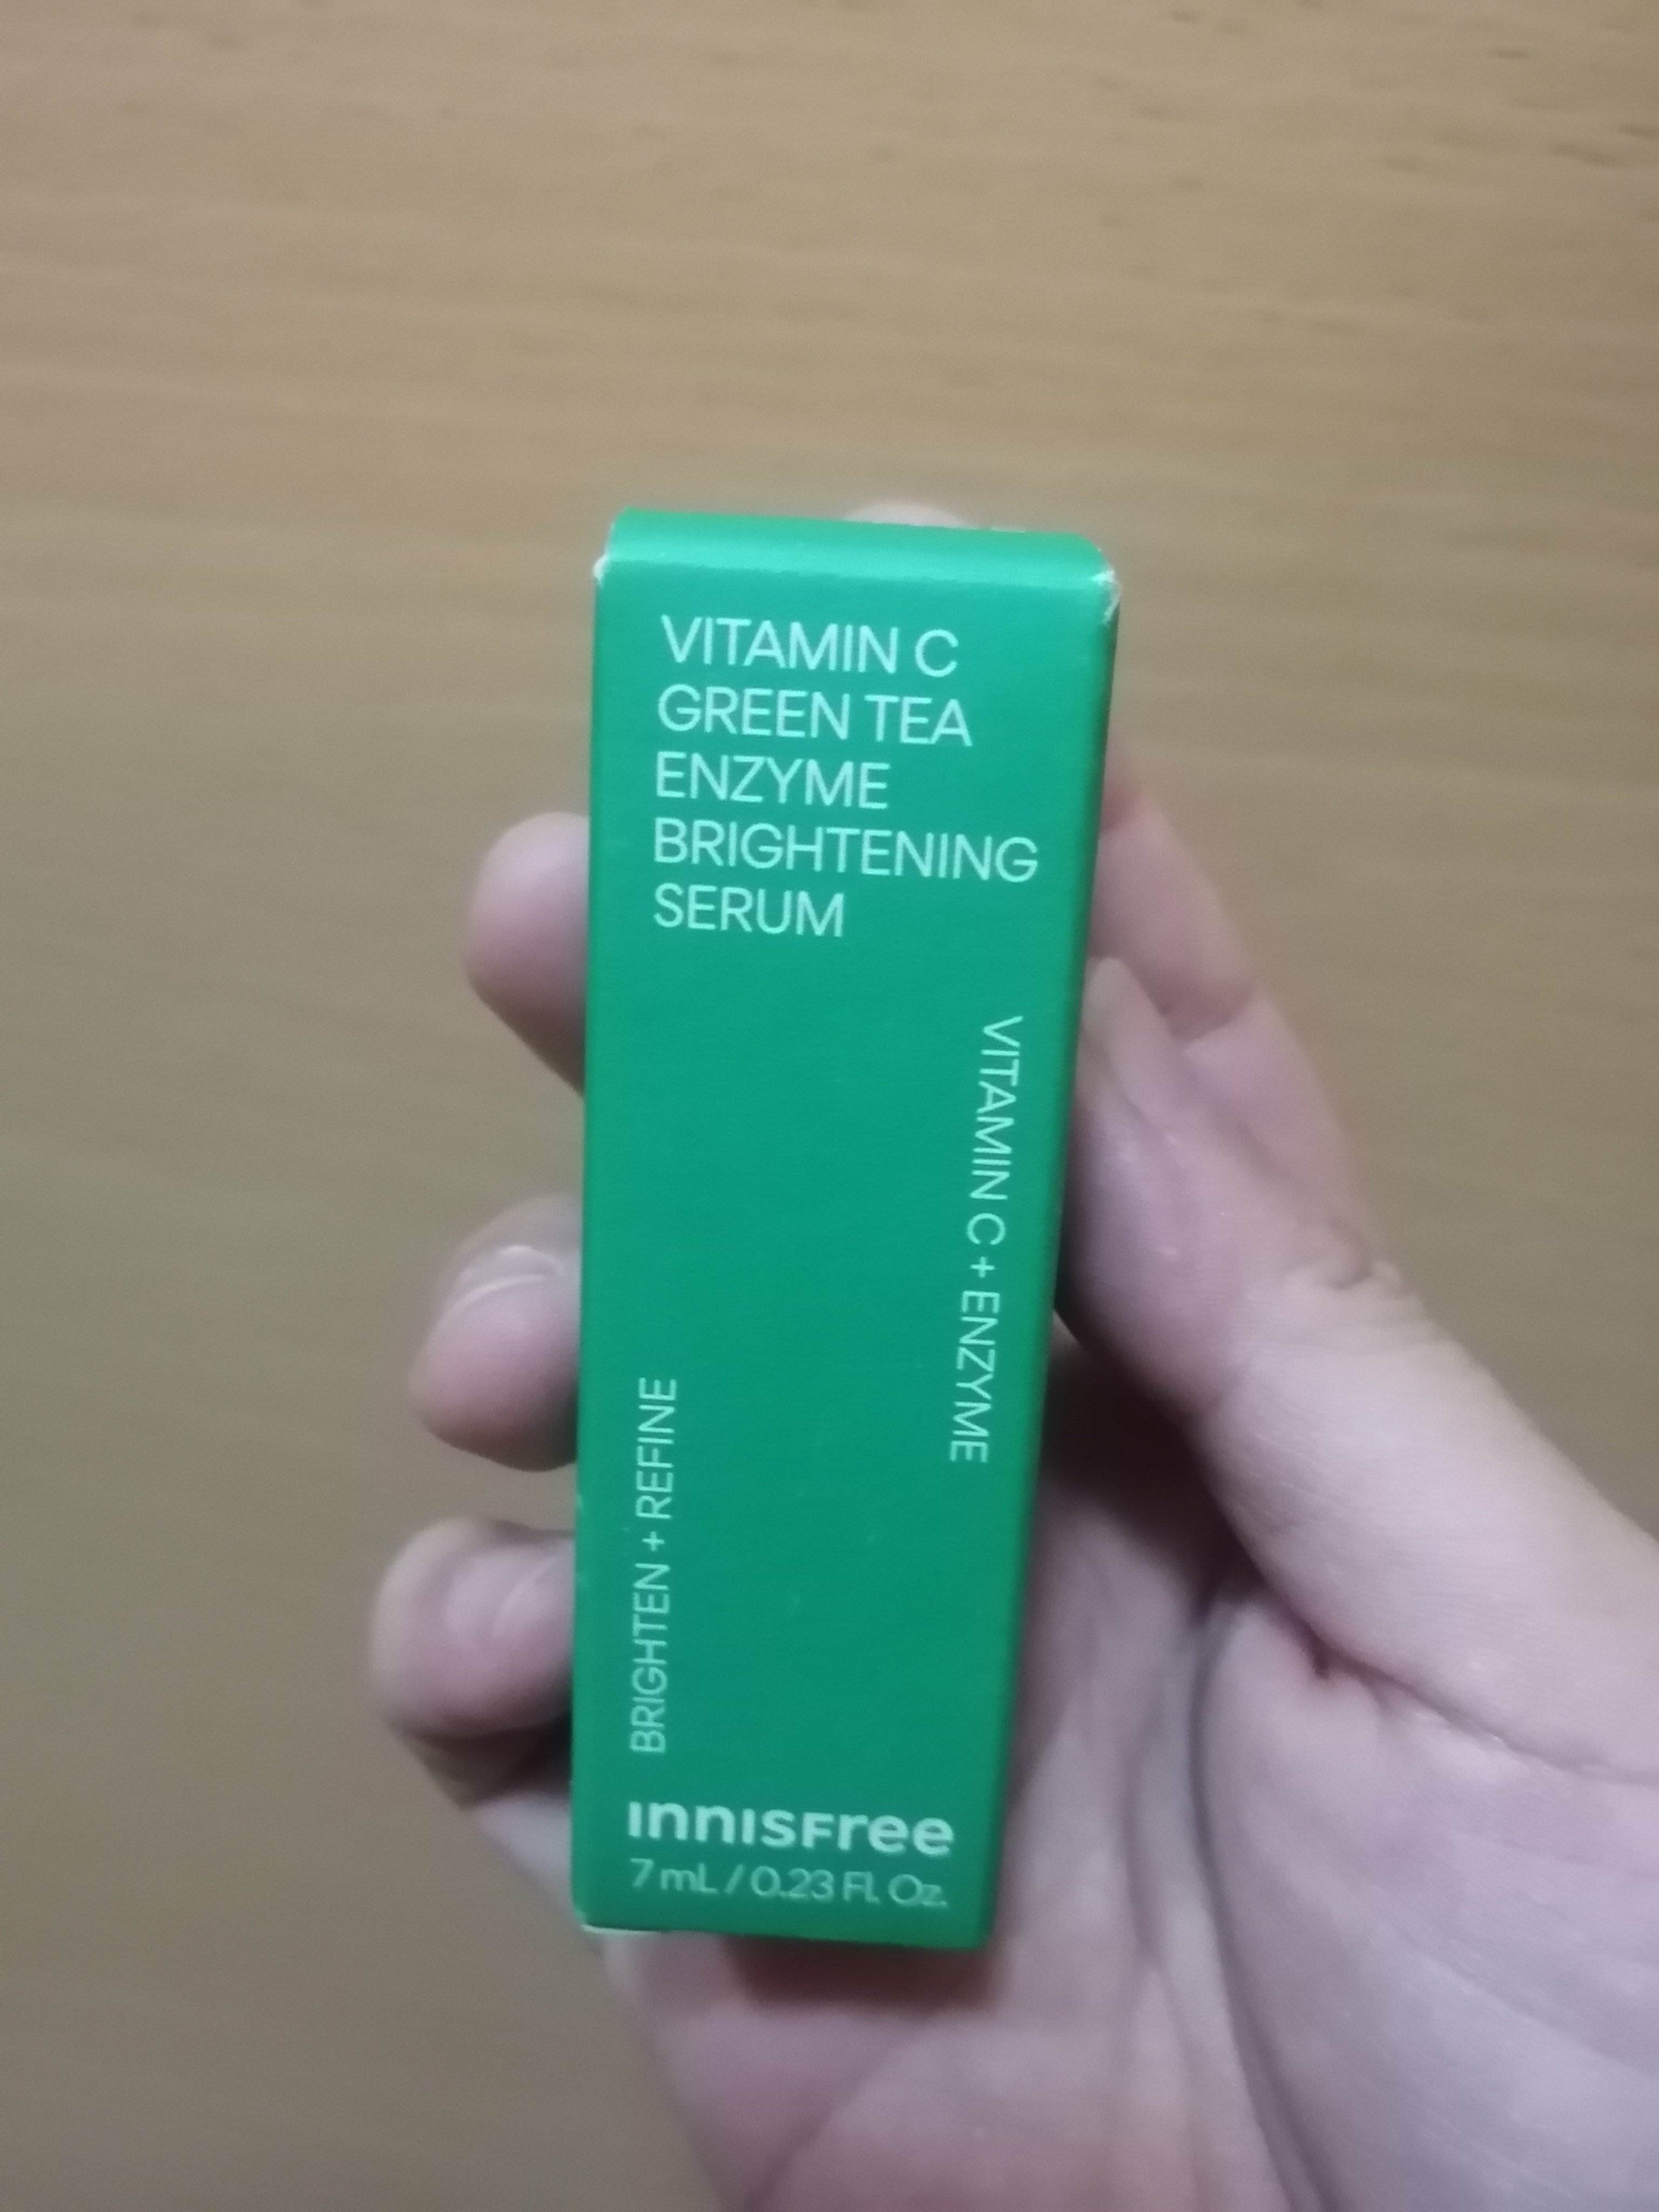 VITAMIN C
GREEN TEA
ENZYME
BRIGHTENING
SERUM
VITAMIN C + ENZYME
BRIGHTEN + REFINE
innisfree
7 mL / 0.23 Fl. Oz.